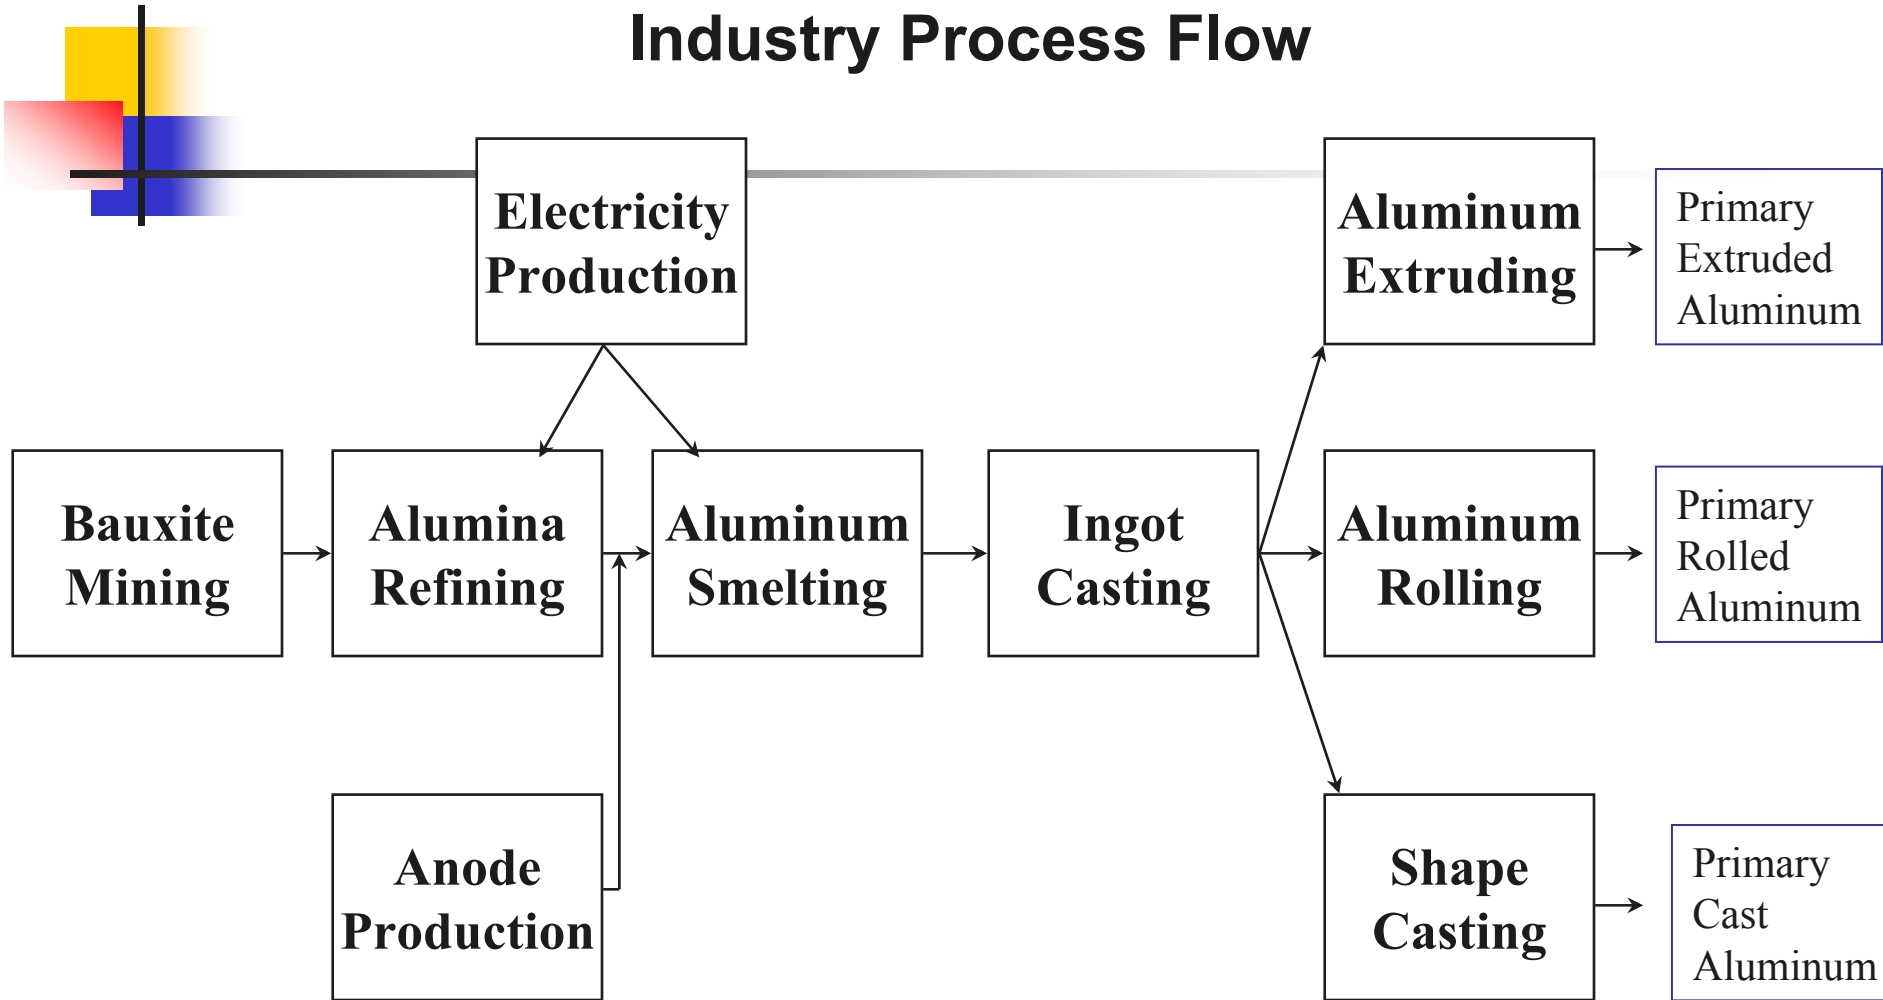 Industry Process Flow
Electricity
Production
Aluminum
Extruding
Primary
Extruded
Aluminum
Bauxite
Mining
Alumina
Refining
Aluminum
Smelting
Ingot
Casting
Aluminum
Rolling
Primary
Rolled
Aluminum
Anode
Production
Shape
Casting
Primary
Cast
Aluminum